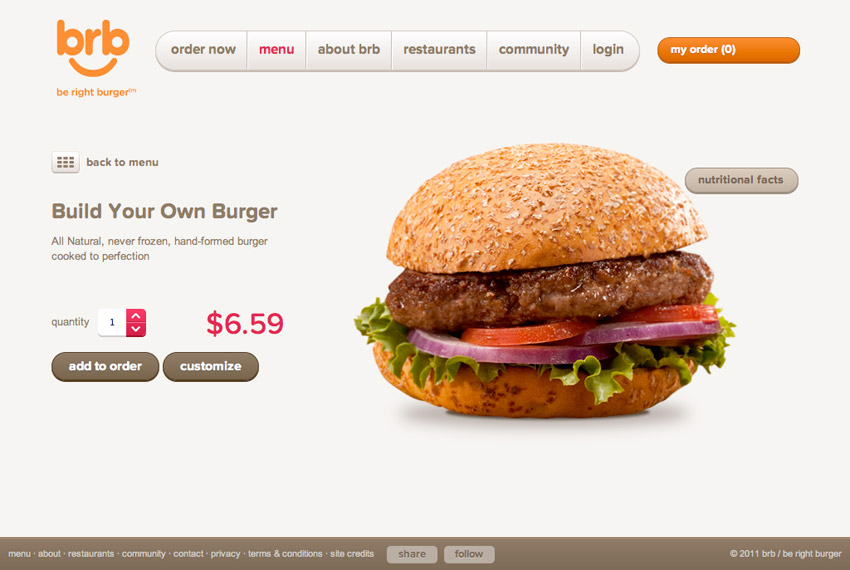 brb
be right burger™
order now
menu
about brb
restaurants
community
login
my order (0)
back to menu
nutritional facts
Build Your Own Burger
All Natural, never frozen, hand-formed burger
cooked to perfection
quantity
1
$6.59
add to order
customize
menu · about · restaurants · community · contact · privacy · terms & conditions · site credits
share
follow
© 2011 brb / be right burger